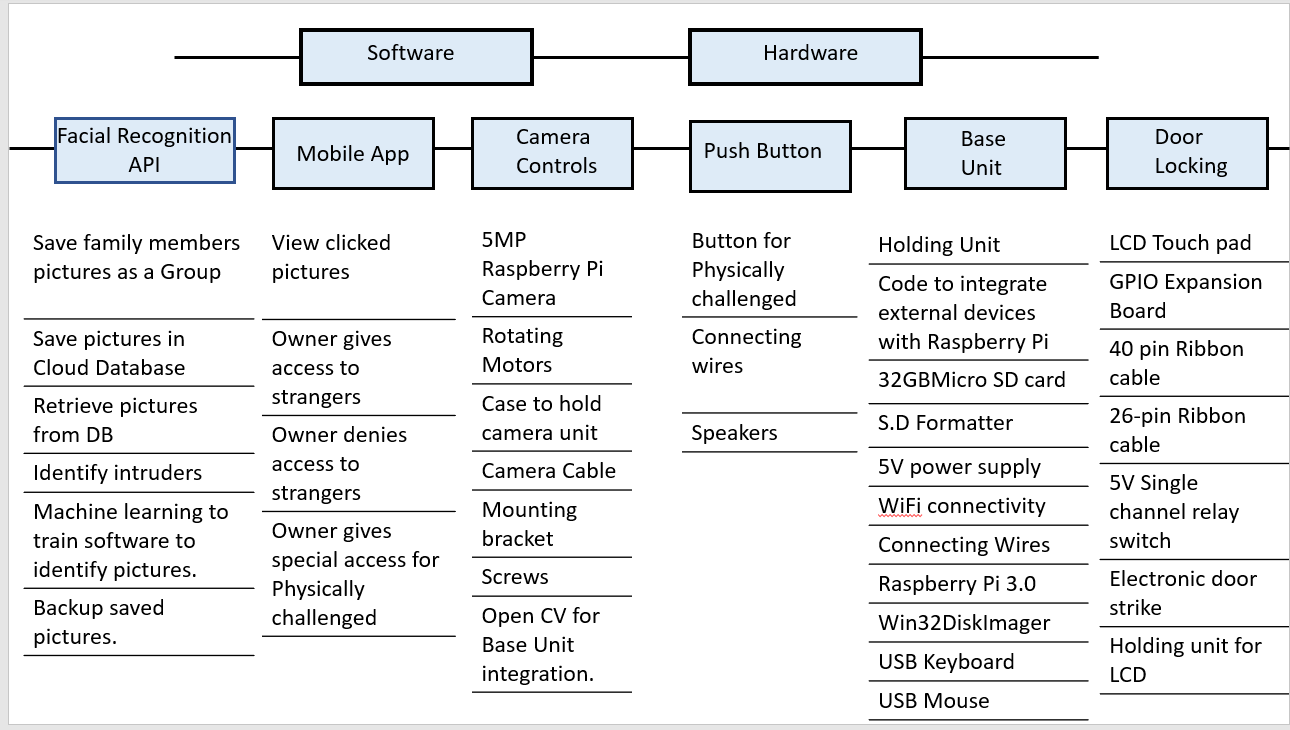 Software
Hardware
Facial Recognition
API
Mobile App
Camera
Controls
Push Button
Base
Unit
Door
Locking
Save family members
pictures as a Group
Save pictures in
Cloud Database
Retrieve pictures
from DB
Identify intruders
Machine learning to
train software to
identify pictures.
Backup saved
pictures.
View clicked
pictures
Owner gives
access to
strangers
Owner denies
access to
strangers
Owner gives
special access for
Physically
challenged
5MP
Raspberry Pi
Camera
Rotating
Motors
Case to hold
camera unit
Camera Cable
Mounting
bracket
Screws
Open CV for
Base Unit
integration.
Button for
Physically
challenged
Connecting
wires
Speakers
Holding Unit
Code to integrate
external devices
with Raspberry Pi
32GBMicro SD card
S.D Formatter
5V power supply
WiFi connectivity
Connecting Wires
Raspberry Pi 3.0
Win32DiskImager
USB Keyboard
USB Mouse
LCD Touch pad
GPIO Expansion
Board
40 pin Ribbon
cable
26-pin Ribbon
cable
5V Single
channel relay
switch
Electronic door
strike
Holding unit for
LCD